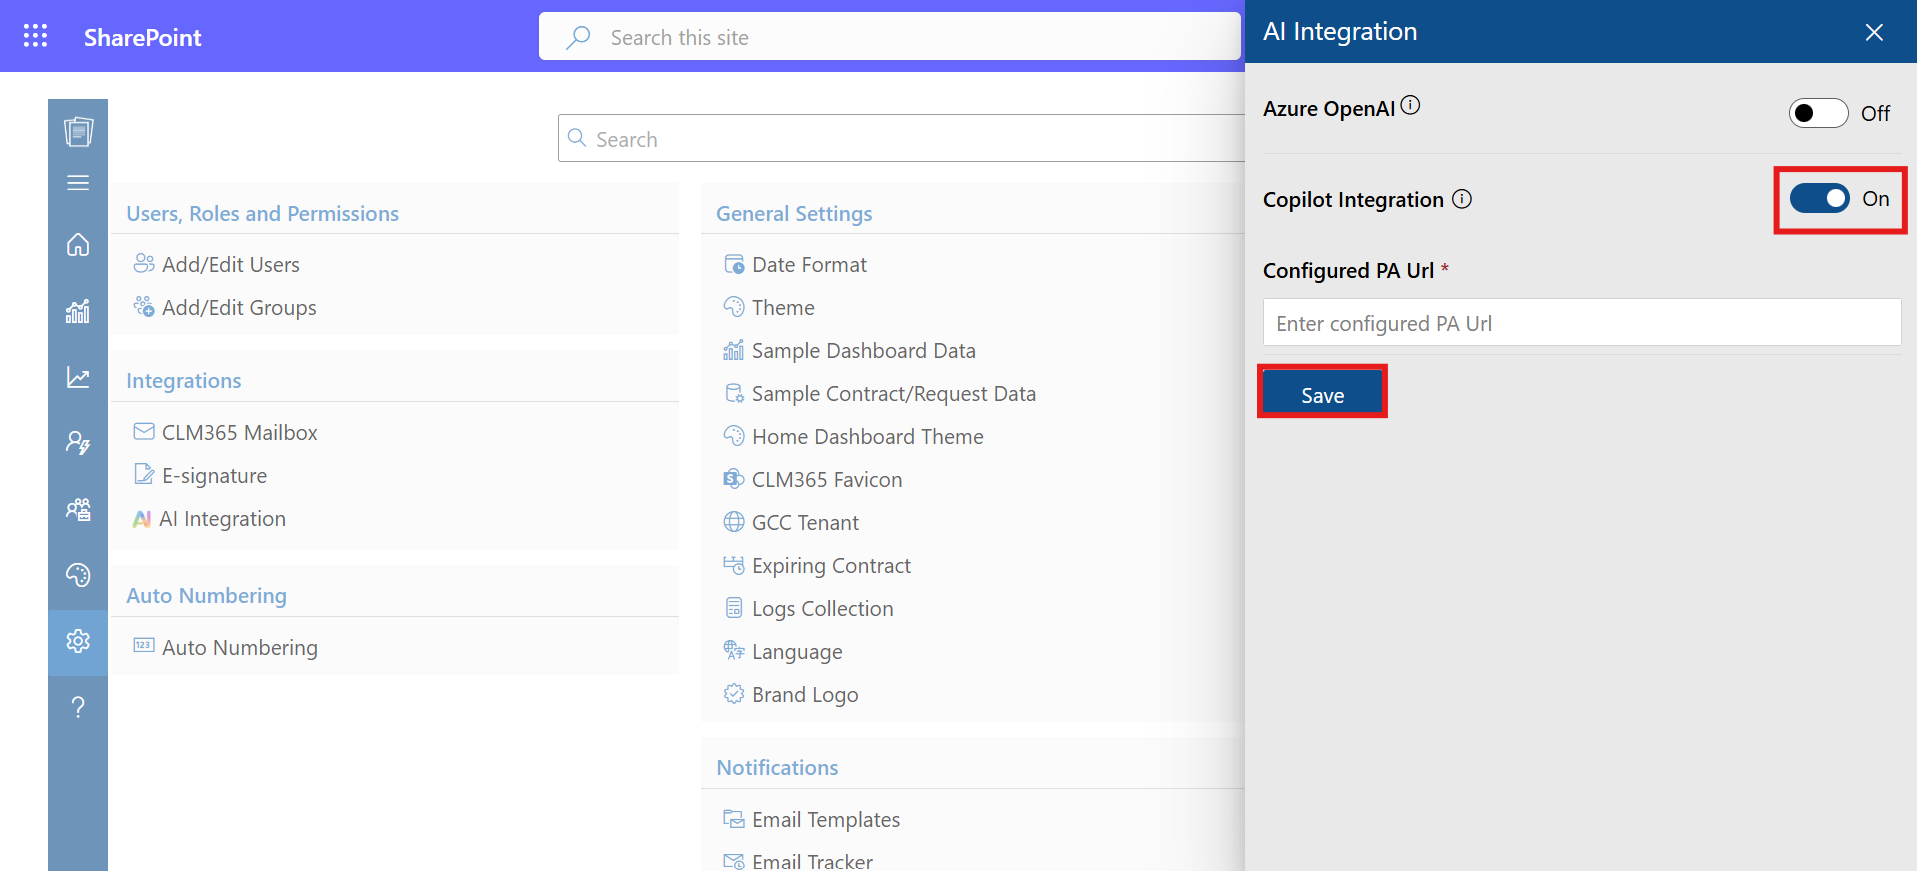 SharePoint
Search this site
Search
Users, Roles and Permissions
Add/Edit Users
Add/Edit Groups
Integrations
CLM365 Mailbox
E-signature
AI AI Integration
Auto Numbering
123 Auto Numbering
General Settings
Date Format
Theme
Sample Dashboard Data
Sample Contract/Request Data
Home Dashboard Theme
CLM365 Favicon
GCC Tenant
Expiring Contract
Logs Collection
Language
Brand Logo
Notifications
Email Templates
Email Tracker
AI Integration
Azure OpenAI
Off
Copilot Integration
On
Configured PA Url *
Enter configured PA Url
Save